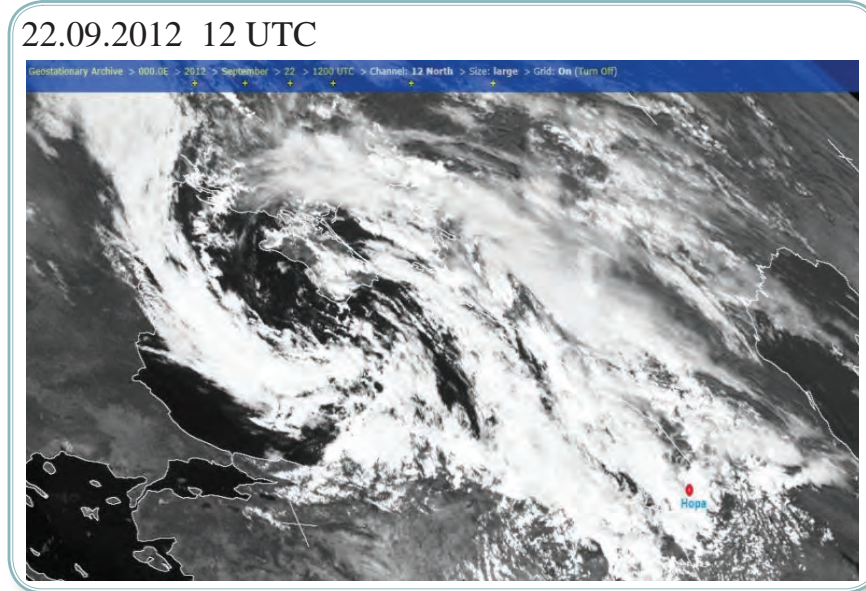 22.09.2012 12 UTC
Geostationary Archive > 000.0E > 2012 > September > 22 > 1200 UTC > Channel: 12 North > Size: large > Grid: On (Turn Off)
Hopa